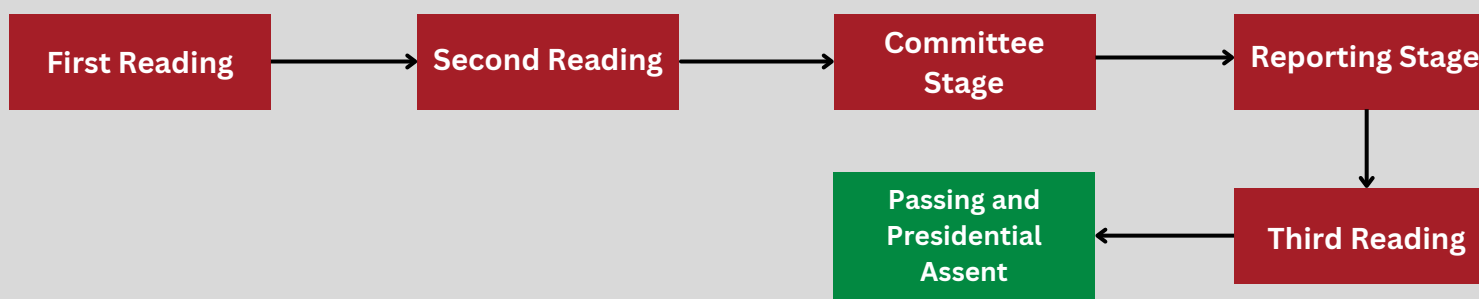 First Reading
Second Reading
Committee
Stage
Reporting Stage
Third Reading
Passing and
Presidential
Assent